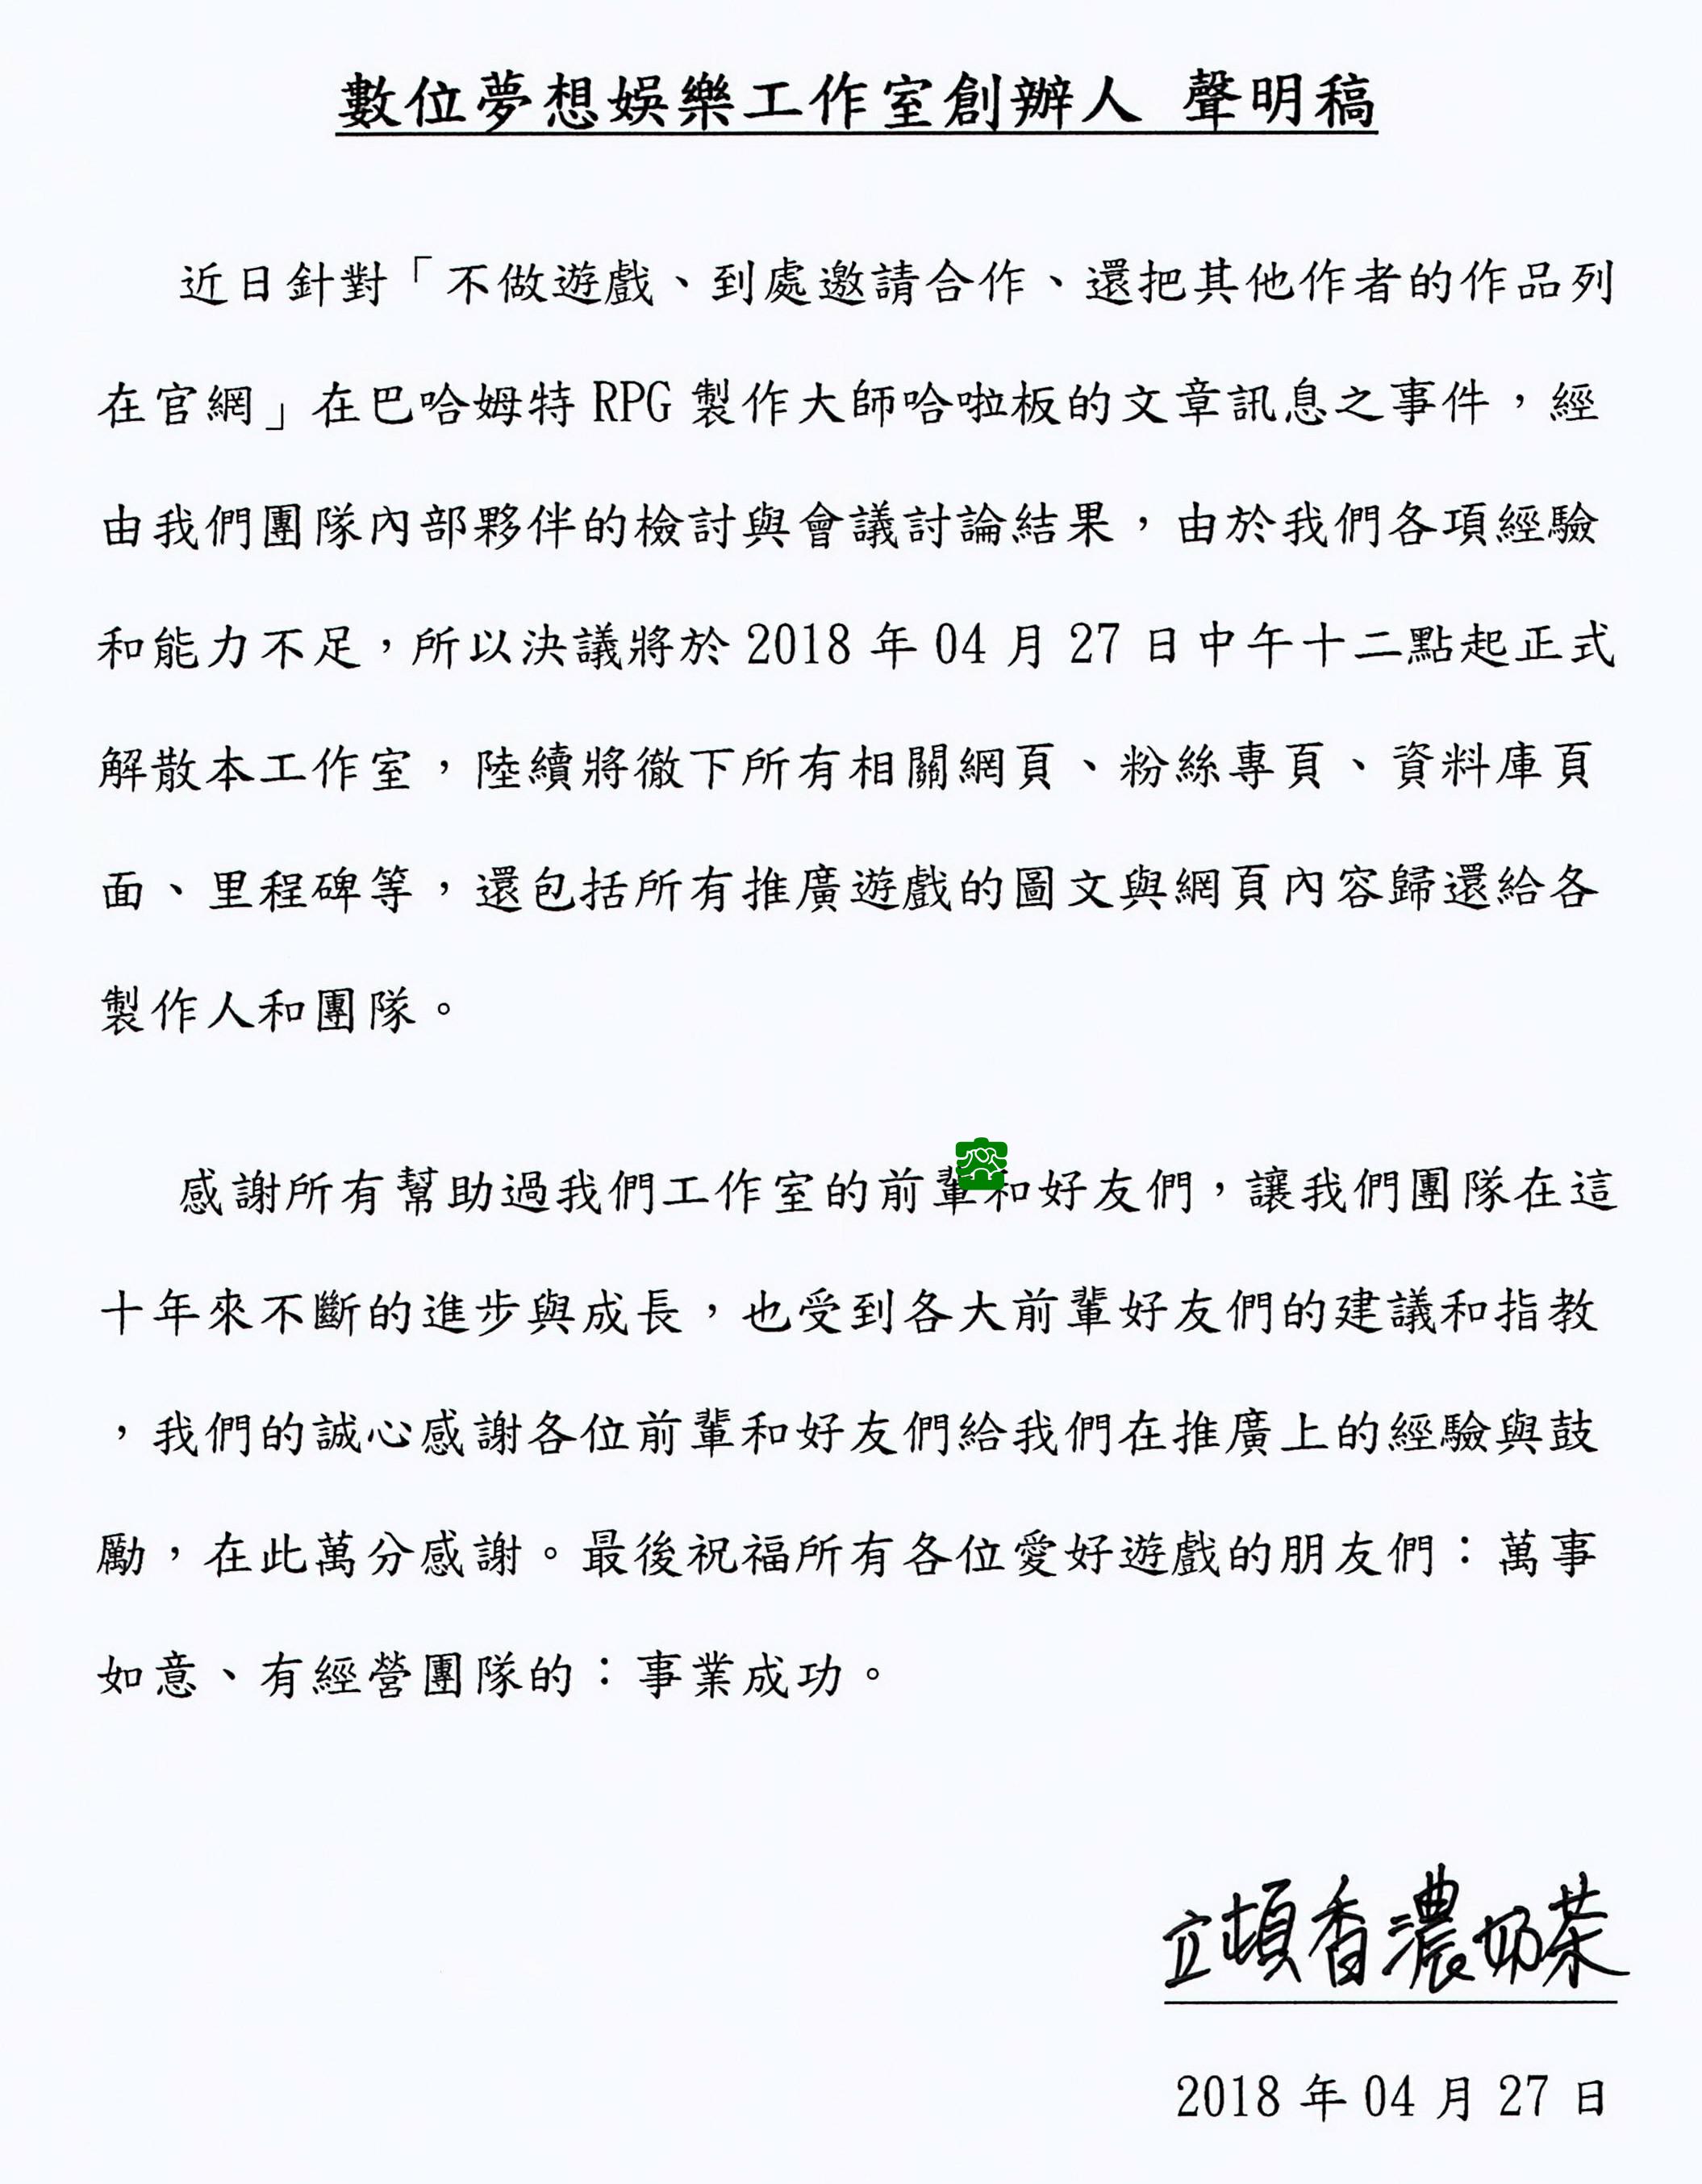 數位夢想娛樂工作室創辦人 聲明稿
近日針對「不做遊戲、到處邀請合作、還把其他作者的作品列
在官網」在巴哈姆特 RPG 製作大師哈啦板的文章訊息之事件，經
由我們團隊內部夥伴的檢討與會議討論結果，由於我們各項經驗
和能力不足，所以決議將於 2018 年 04 月 27 日中午十二點起正式
解散本工作室，陸續將徹下所有相關網頁、粉絲專頁、資料庫頁
面、里程碑等，還包括所有推廣遊戲的圖文與網頁內容歸還給各
製作人和團隊。
感謝所有幫助過我們工作室的前輩和好友們，讓我們團隊在這
十年來不斷的進步與成長，也受到各大前輩好友們的建議和指教
，我們的誠心感謝各位前輩和好友們給我們在推廣上的經驗與鼓
勵，在此萬分感謝。最後祝福所有各位愛好遊戲的朋友們：萬事
如意、有經營團隊的：事業成功。
立頓香濃奶茶
2018 年 04 月 27 日